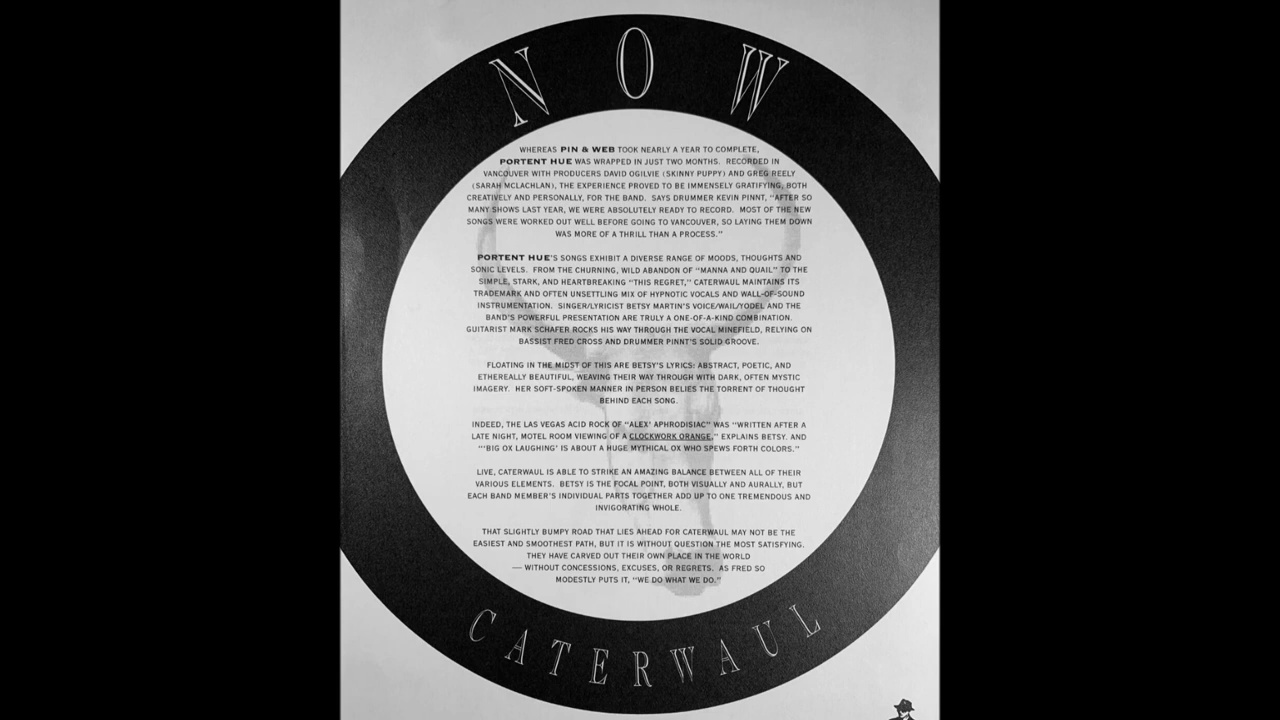 NOW
WHEREAS PIN & WEB TOOK NEARLY A YEAR TO COMPLETE,
PORTENT HUE WAS WRAPPED IN JUST TWO MONTHS. RECORDED IN
VANCOUVER WITH PRODUCERS DAVID OGILVIE (SKINNY PUPPY) AND GREG REELY
(SARAH MCLACHLAN), THE EXPERIENCE PROVED TO BE IMMENSELY GRATIFYING, BOTH
CREATIVELY AND PERSONALLY, FOR THE BAND. SAYS DRUMMER KEVIN PINNT, "AFTER SO
MANY SHOWS LAST YEAR, WE WERE ABSOLUTELY READY TO RECORD. MOST OF THE NEW
SONGS WERE WORKED OUT WELL BEFORE GOING TO VANCOUVER, SO LAYING THEM DOWN
WAS MORE OF A THRILL THAN A PROCESS."
PORTENT HUE'S SONGS EXHIBIT A DIVERSE RANGE OF MOODS, THOUGHTS AND
SONIC LEVELS. FROM THE CHURNING, WILD ABANDON OF "MANNA AND QUAIL" TO THE
SIMPLE, STARK, AND HEARTBREAKING "THIS REGRET," CATERWAUL MAINTAINS ITS
TRADEMARK AND OFTEN UNSETTLING MIX OF HYPNOTIC VOCALS AND WALL-OF-SOUND
INSTRUMENTATION. SINGER/LYRICIST BETSY MARTIN'S VOICE/WAIL/YODEL AND THE
BAND'S POWERFUL PRESENTATION ARE TRULY A ONE-OF-A-KIND COMBINATION.
GUITARIST MARK SCHAFER ROCKS HIS WAY THROUGH THE VOCAL MINEFIELD, RELYING ON
BASSIST FRED CROSS AND DRUMMER PINNT'S SOLID GROOVE.
FLOATING IN THE MIDST OF THIS ARE BETSY'S LYRICS: ABSTRACT, POETIC, AND
ETHEREALLY BEAUTIFUL, WEAVING THEIR WAY THROUGH WITH DARK, OFTEN MYSTIC
IMAGERY. HER SOFT-SPOKEN MANNER IN PERSON BELIES THE TORRENT OF THOUGHT
BEHIND EACH SONG.
INDEED, THE LAS VEGAS ACID ROCK OF "ALEX' APHRODISIAC" WAS "WRITTEN AFTER A
LATE NIGHT, MOTEL ROOM VIEWING OF A CLOCKWORK ORANGE," EXPLAINS BETSY. AND
"'BIG OX LAUGHING' IS ABOUT A HUGE MYTHICAL OX WHO SPEWS FORTH COLORS."
LIVE, CATERWAUL IS ABLE TO STRIKE AN AMAZING BALANCE BETWEEN ALL OF THEIR
VARIOUS ELEMENTS. BETSY IS THE FOCAL POINT, BOTH VISUALLY AND AURALLY, BUT
EACH BAND MEMBER'S INDIVIDUAL PARTS TOGETHER ADD UP TO ONE TREMENDOUS AND
INVIGORATING WHOLE.
THAT SLIGHTLY BUMPY ROAD THAT LIES AHEAD FOR CATERWAUL MAY NOT BE THE
EASIEST AND SMOOTHEST PATH, BUT IT IS WITHOUT QUESTION THE MOST SATISFYING.
THEY HAVE CARVED OUT THEIR OWN PLACE IN THE WORLD
— WITHOUT CONCESSIONS, EXCUSES, OR REGRETS. AS FRED SO
MODESTLY PUTS IT, "WE DO WHAT WE DO."
CATERWAUL